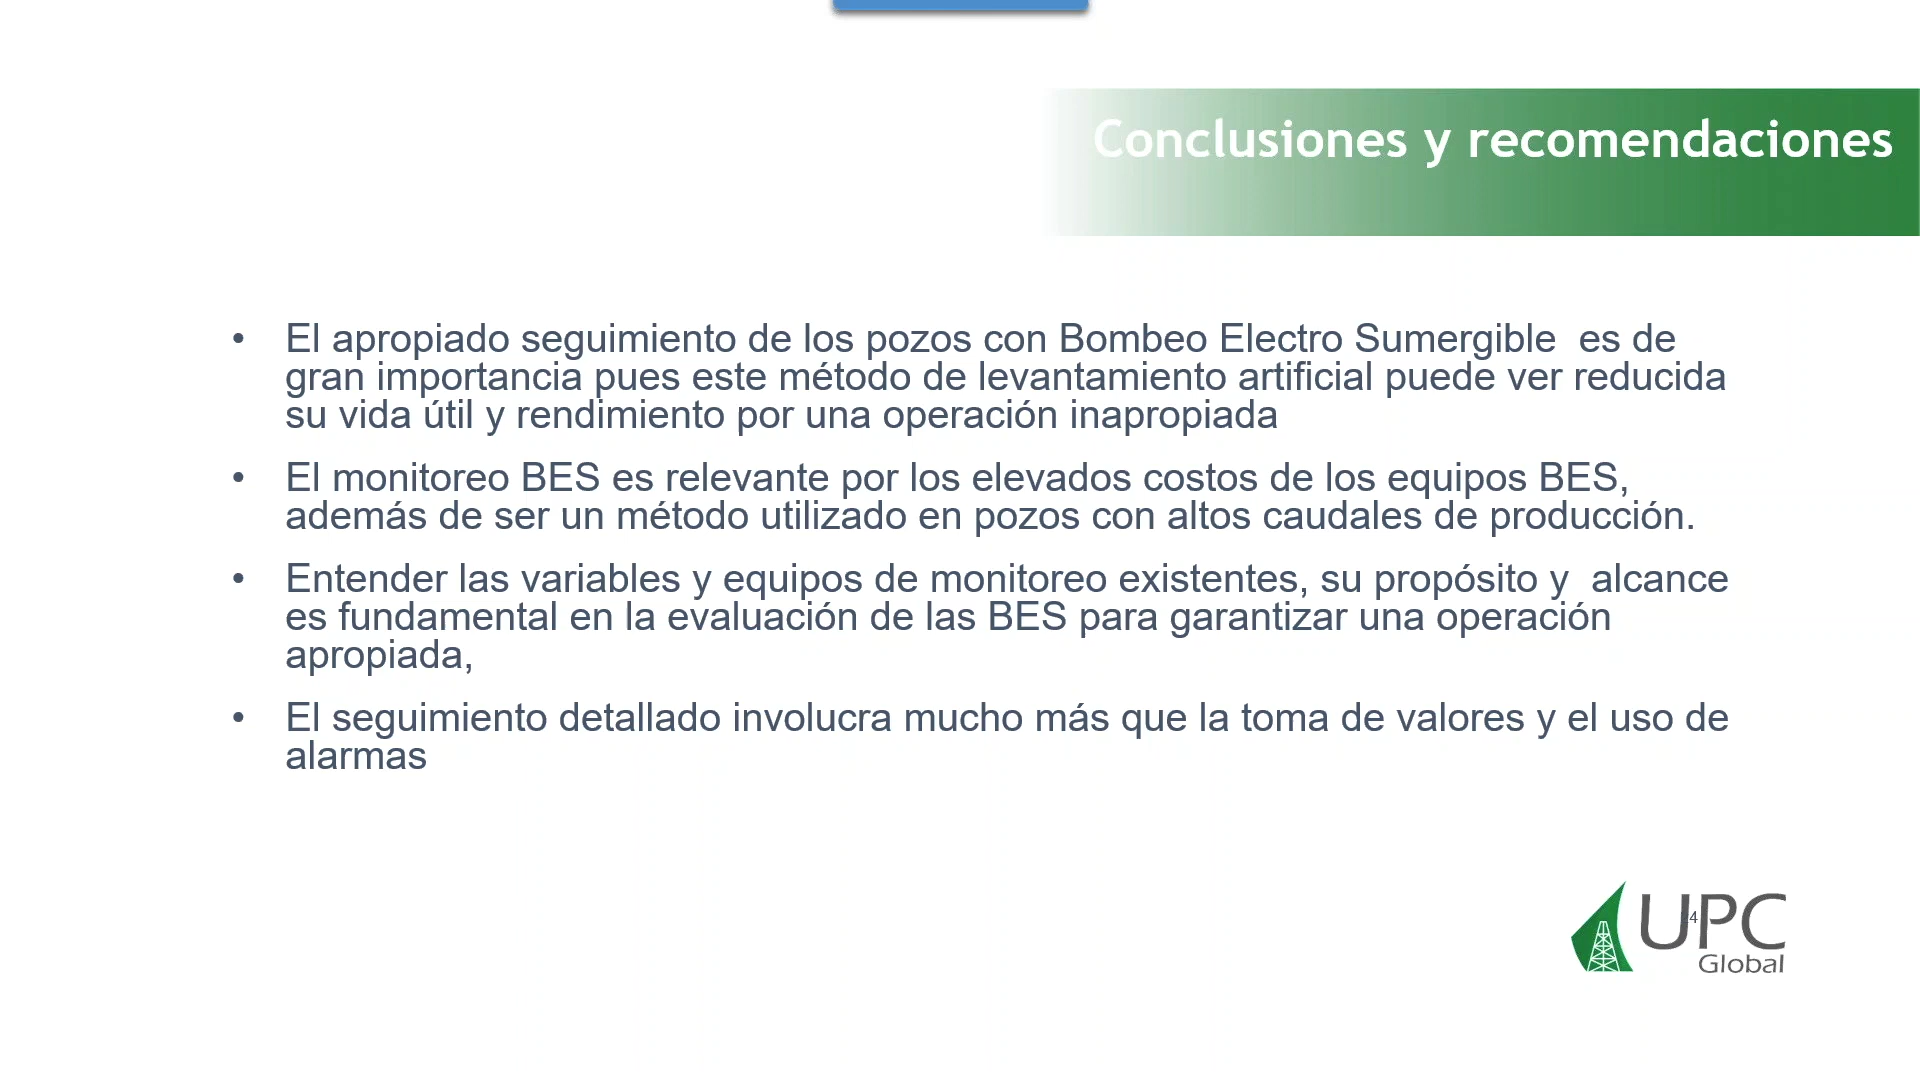 Conclusiones y recomendaciones
• El apropiado seguimiento de los pozos con Bombeo Electro Sumergible  es de
gran importancia pues este método de levantamiento artificial puede ver reducida
su vida útil y rendimiento por una operación inapropiada
• El monitoreo BES es relevante por los elevados costos de los equipos BES,
además de ser un método utilizado en pozos con altos caudales de producción.
• Entender las variables y equipos de monitoreo existentes, su propósito y  alcance
es fundamental en la evaluación de las BES para garantizar una operación
apropiada,
• El seguimiento detallado involucra mucho más que la toma de valores y el uso de
alarmas
UPC
Global